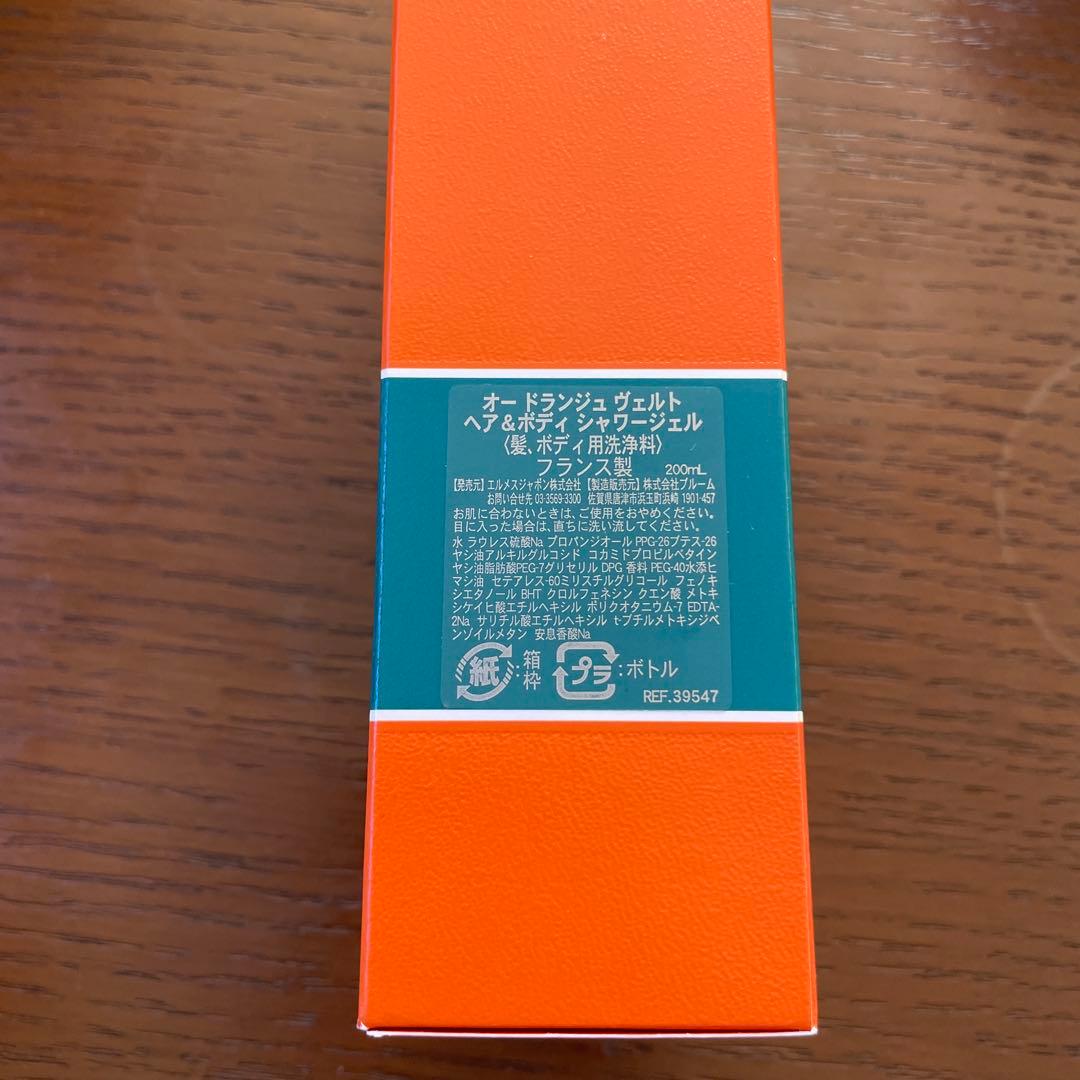 オー ドランジュ ヴェルト
ヘア&ボディ シャワージェル
〈髪、ボディ用洗浄料〉
フランス製 200mL
【発売元】エルメスジャポン株式会社 【製造販売元】株式会社ブルーム
お問い合せ先 03-3569-3300 佐賀県唐津市浜玉町浜崎 1901-457
お肌に合わないときは、ご使用をおやめください。
目に入った場合は、直ちに洗い流してください。
水 ラウレス硫酸Na プロパンジオール PPG-26ブテス-26
ヤシ油アルキルグルコシド コカミドプロピルベタイン
ヤシ油脂肪酸PEG-7グリセリル DPG 香料 PEG-40水添ヒ
マシ油 セテアレス-60ミリスチルグリコール フェノキ
シエタノール BHT クロルフェネシン クエン酸 メトキ
シケイヒ酸エチルヘキシル ポリクオタニウム-7 EDTA-
2Na サリチル酸エチルヘキシル t-ブチルメトキシジベ
ンゾイルメタン 安息香酸Na
紙:箱 枠 プラ:ボトル
REF.39547